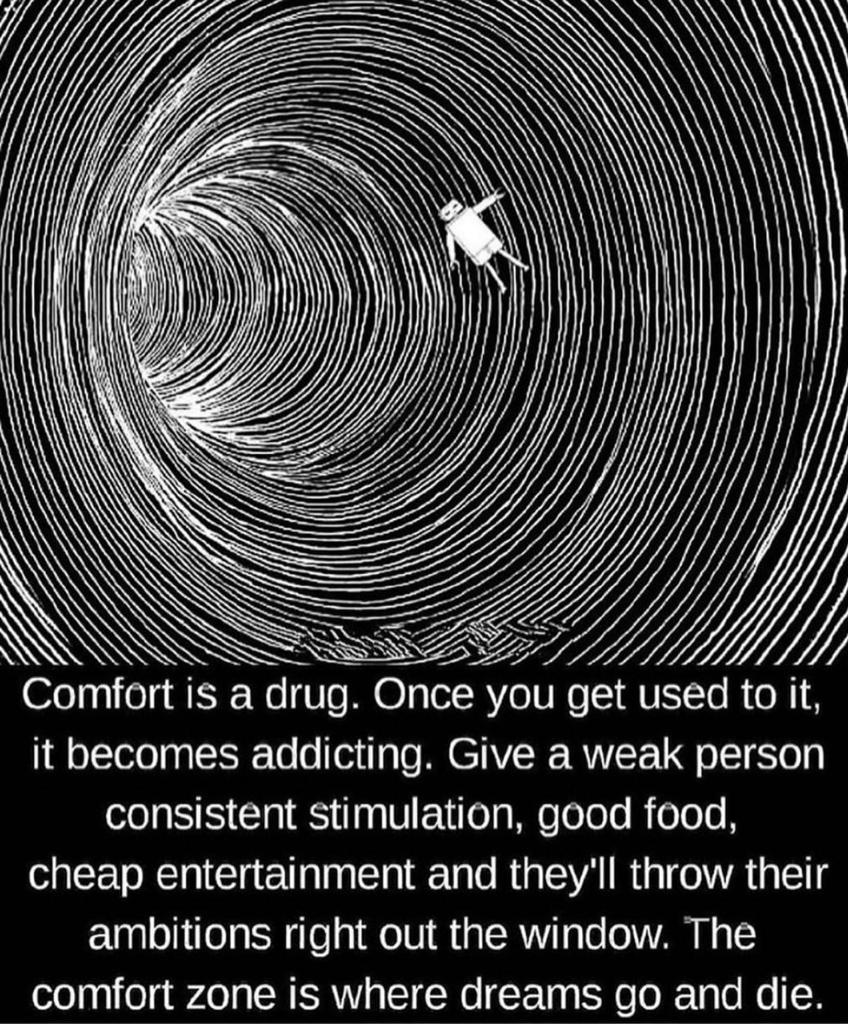 Comfort is a drug. Once you get used to it,
it becomes addicting. Give a weak person
consistent stimulation, good food,
cheap entertainment and they'll throw their
ambitions right out the window. The
comfort zone is where dreams go and die.